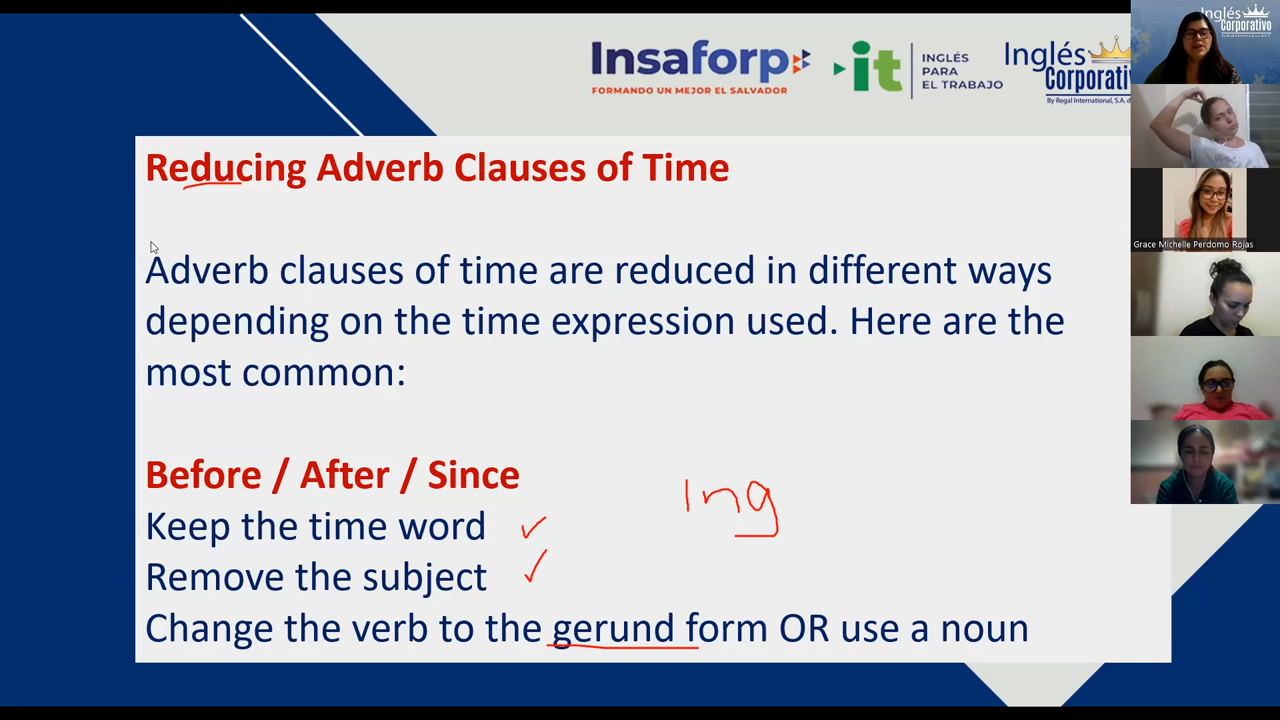 Insaforp
FORMANDO UN MEJOR EL SALVADOR
it
INGLÉS
PARA
EL TRABAJO
Inglés
Corporativ
By Regal International, S.A. d
Inglés
Corporativo
Reducing Adverb Clauses of Time
Adverb clauses of time are reduced in different ways
depending on the time expression used. Here are the
most common:
Before / After / Since
Keep the time word
Remove the subject
Change the verb to the gerund form OR use a noun
Ing
Grace Michelle Perdomo Rojas